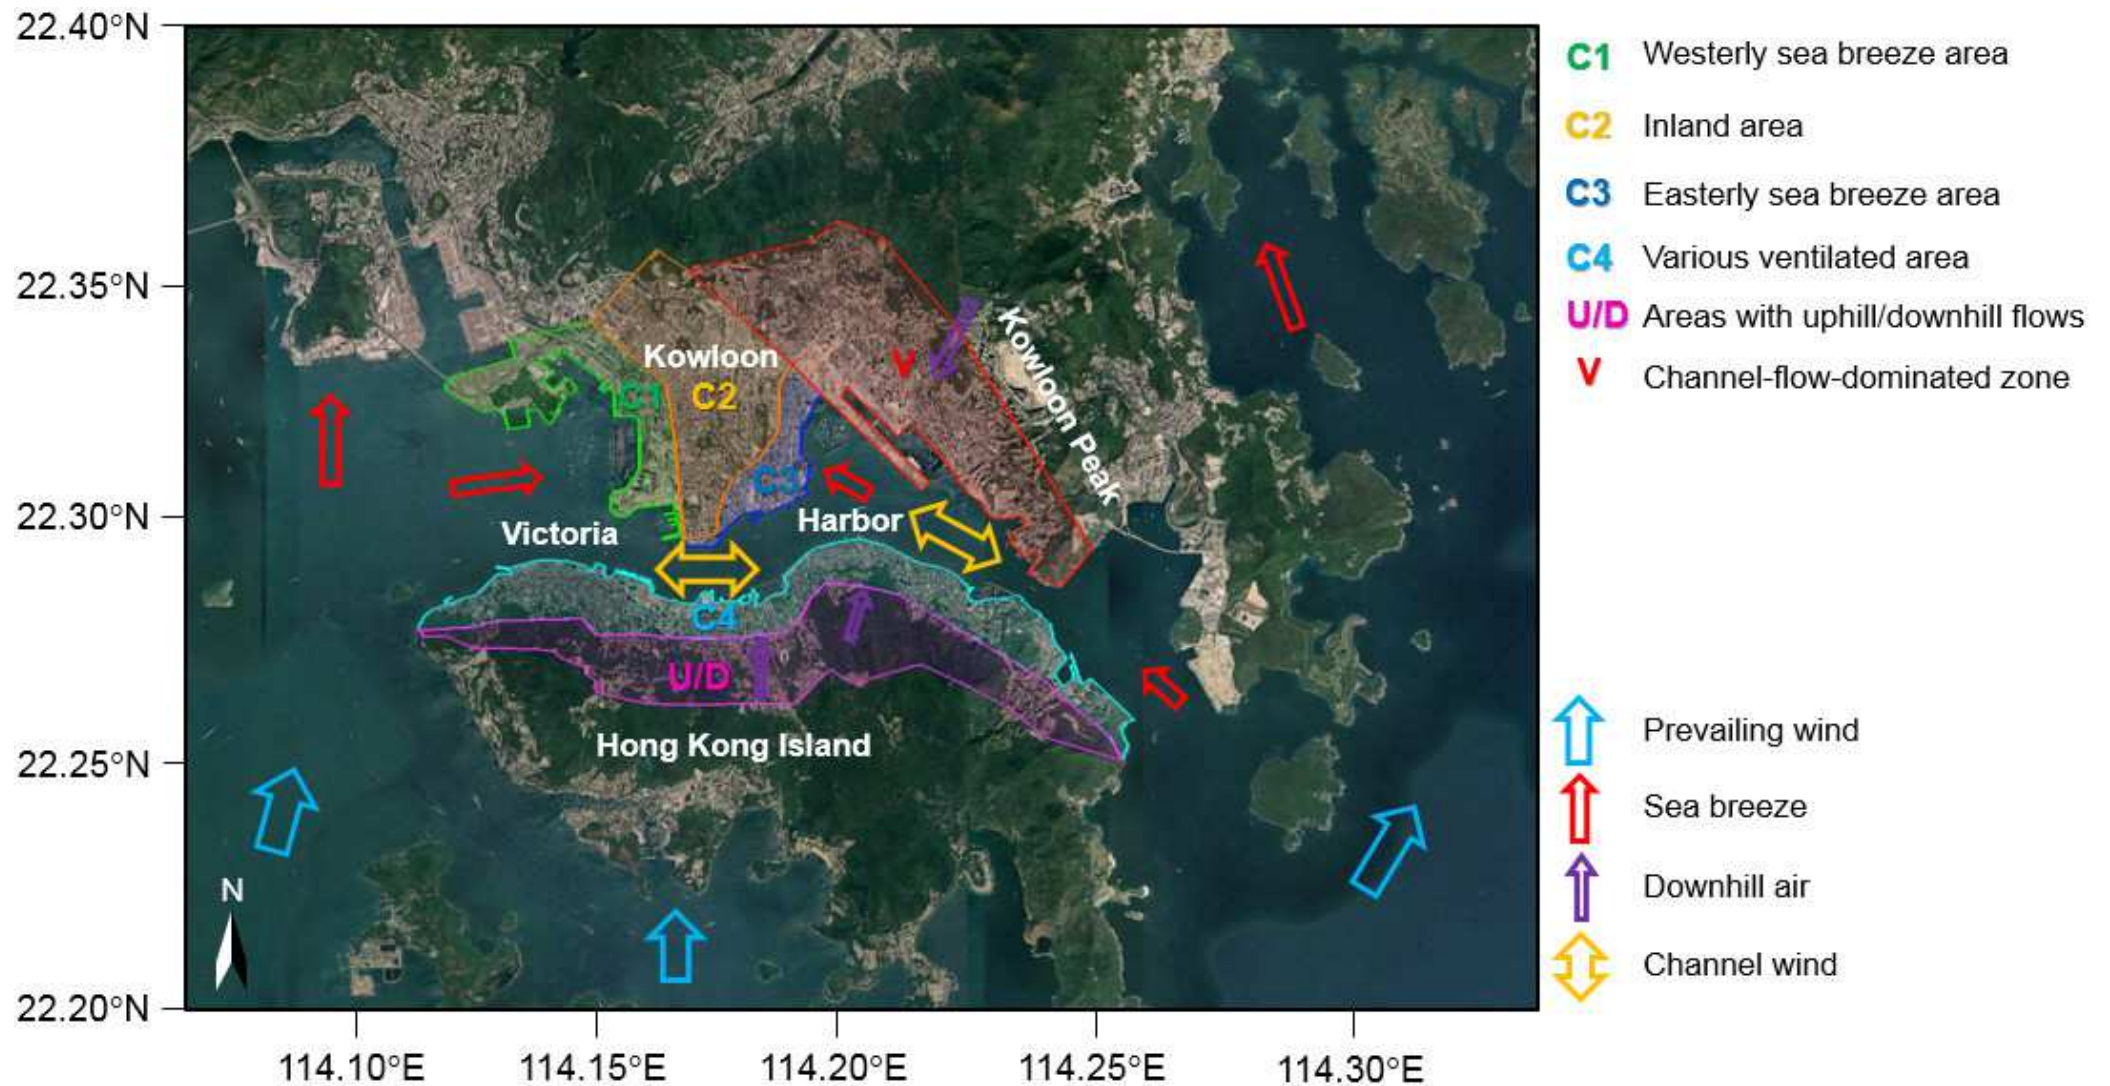 22.40°N
22.35°N
22.30°N
22.25°N
22.20°N
114.10°E
114.15°E
114.20°E
114.25°E
114.30°E
Kowloon
C1
C2
C3
V
Kowloon Peak
Victoria
Harbor
C4
U/D
Hong Kong Island
N
C1 Westerly sea breeze area
C2 Inland area
C3 Easterly sea breeze area
C4 Various ventilated area
U/D Areas with uphill/downhill flows
V Channel-flow-dominated zone
Prevailing wind
Sea breeze
Downhill air
Channel wind